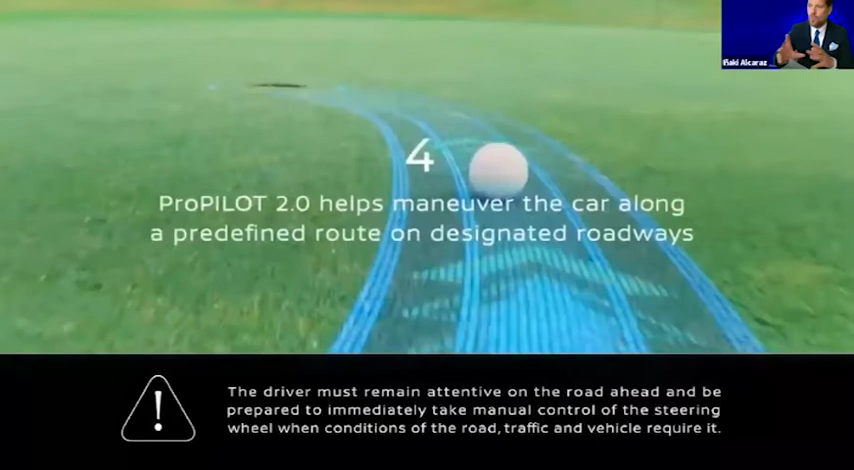 Iñaki Alcaraz
4
ProPILOT 2.0 helps maneuver the car along
a predefined route on designated roadways
!
The driver must remain attentive on the road ahead and be
prepared to immediately take manual control of the steering
wheel when conditions of the road, traffic and vehicle require it.